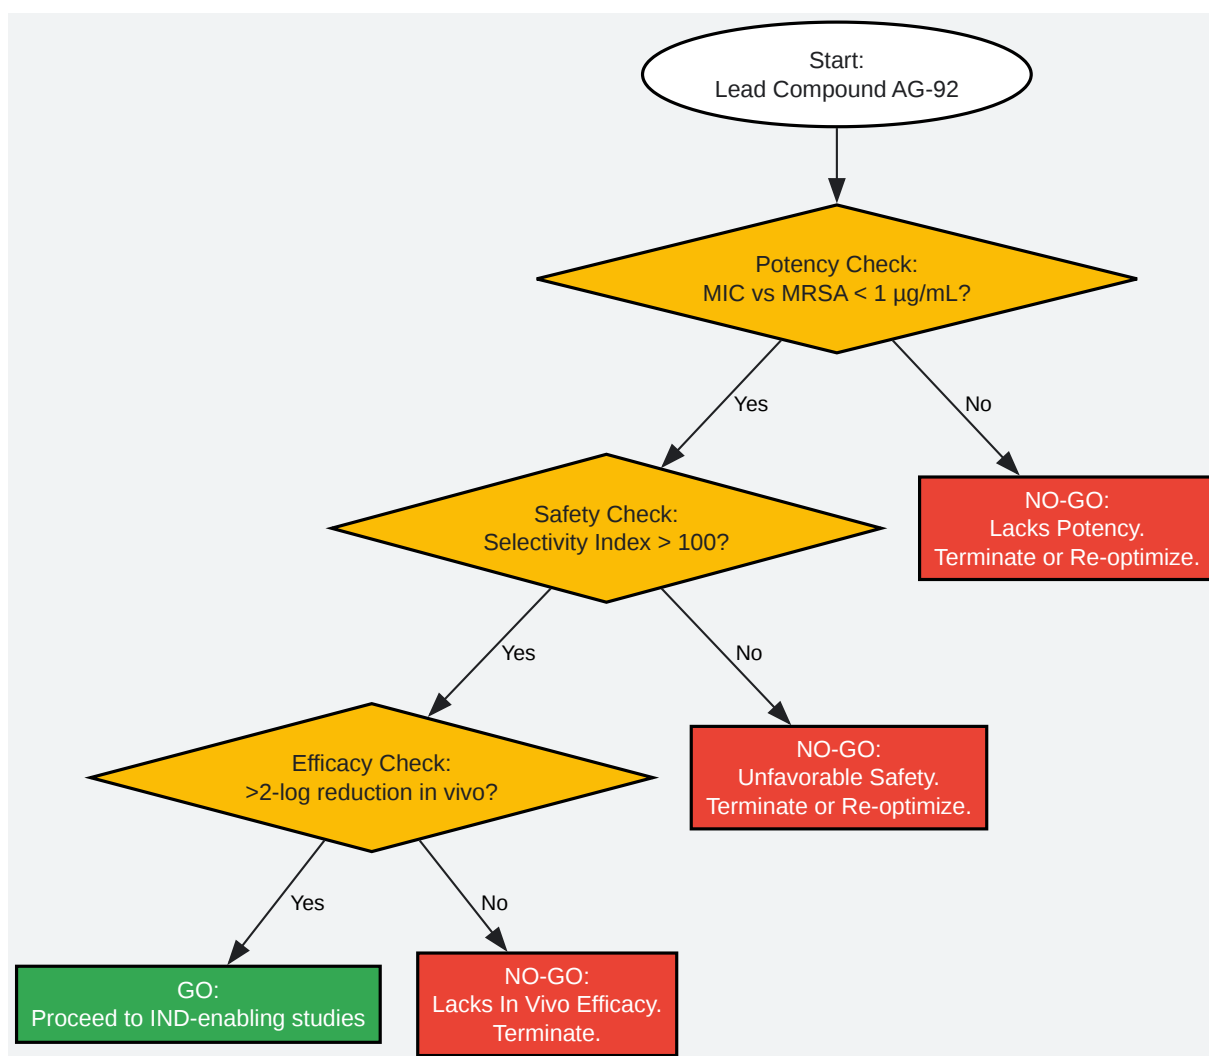 Start:
Lead Compound AG-92
Potency Check:
MIC vs MRSA < 1 µg/mL?
Yes
No
Safety Check:
Selectivity Index > 100?
NO-GO:
Lacks Potency.
Terminate or Re-optimize.
Yes
No
Efficacy Check:
>2-log reduction in vivo?
NO-GO:
Unfavorable Safety.
Terminate or Re-optimize.
Yes
No
GO:
Proceed to IND-enabling studies
NO-GO:
Lacks In Vivo Efficacy.
Terminate.